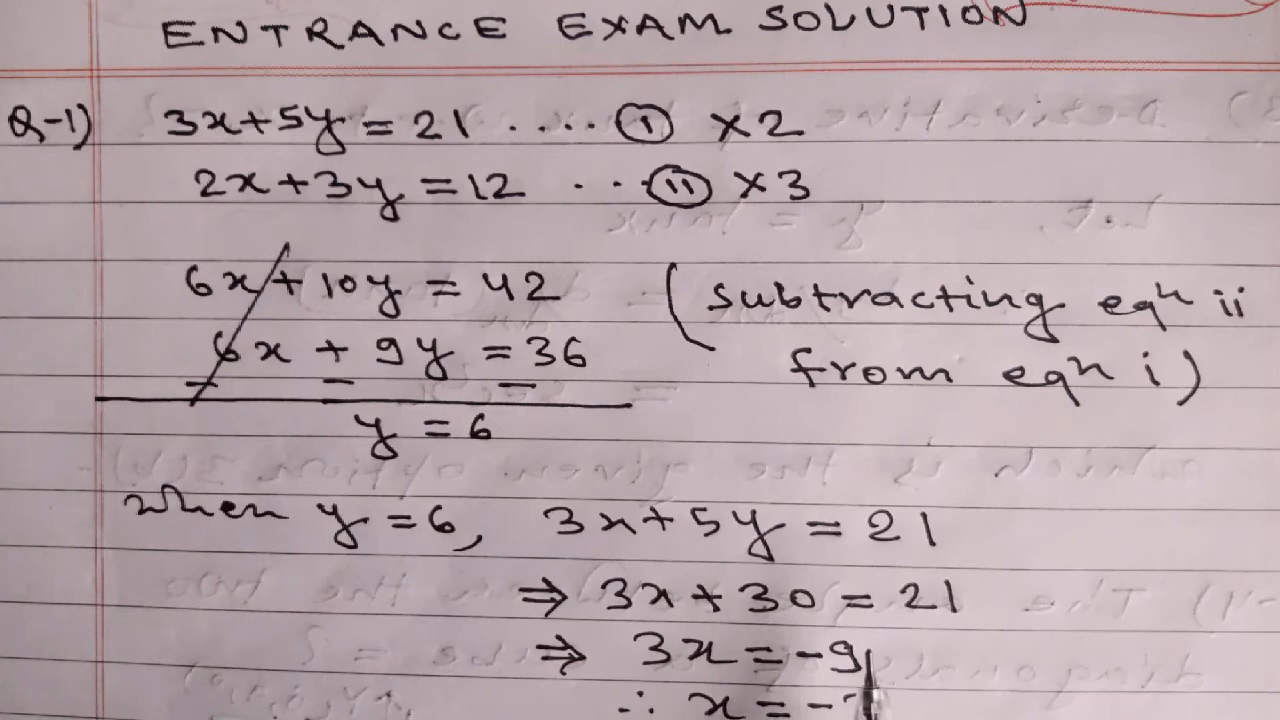 ENTRANCE EXAM SOLUTION
Q-1) 3x+5y=21 .... (i) ×2
2x+3y=12 ... (ii) ×3
6x+10y=42 (subtracting eqn ii
6x+9y=36 from eqn i)
- - -
y=6
when y=6, 3x+5y=21
⇒ 3x+30=21
⇒ 3x=-9
∴ x=-